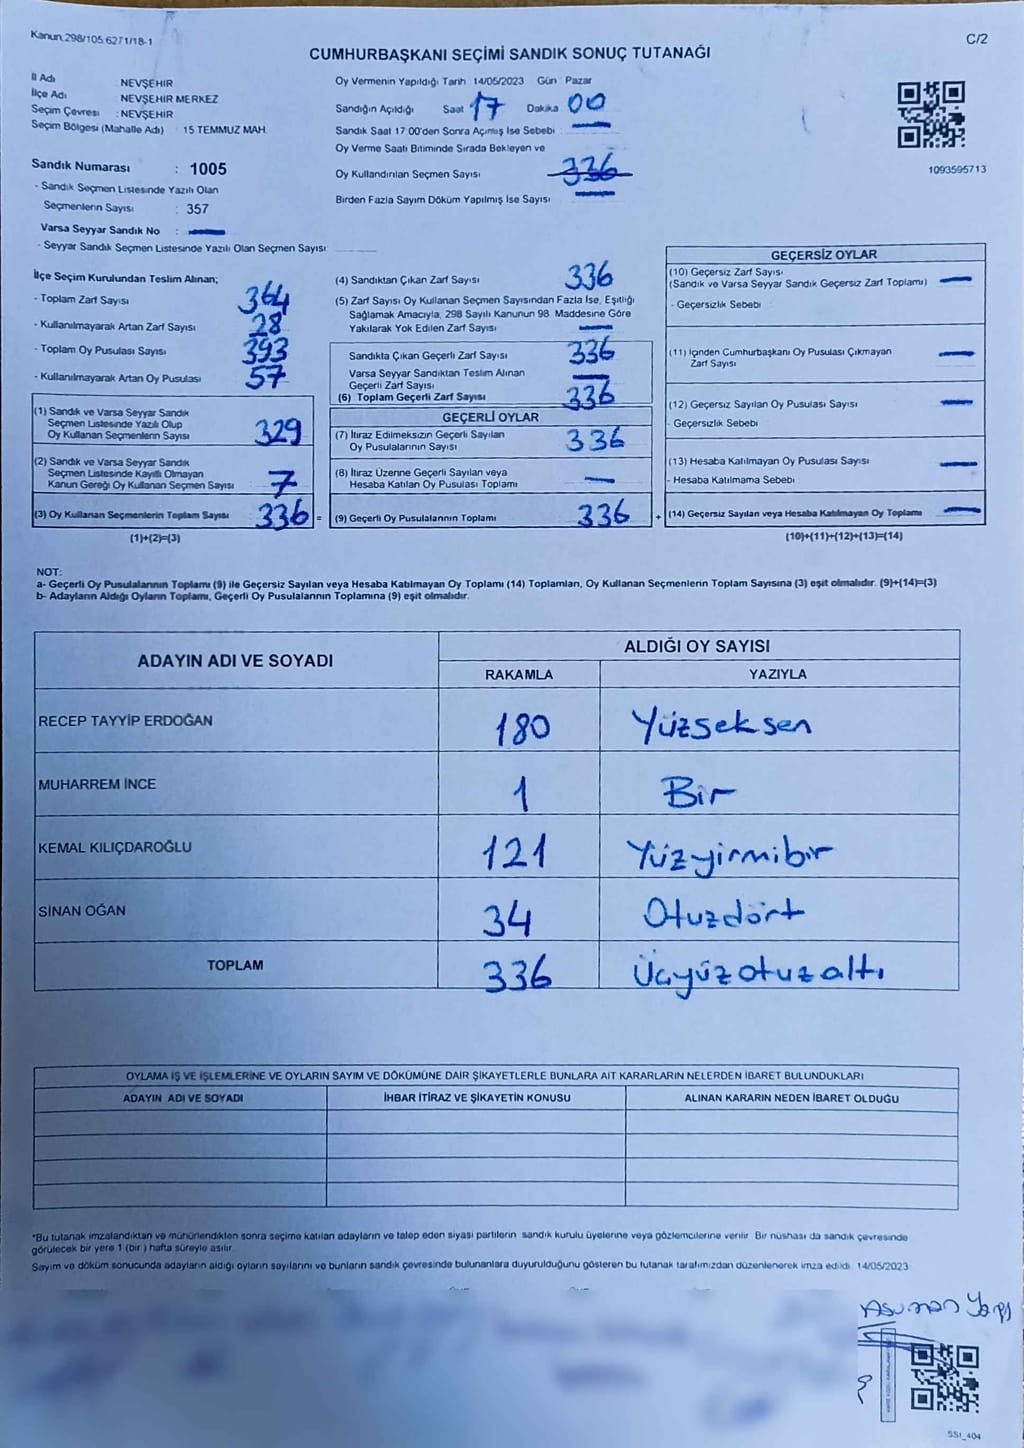 Kanun.298/105.6271/18-1
C/2
CUMHURBAŞKANI SEÇİMİ SANDIK SONUÇ TUTANAĞI
İl Adı NEVŞEHİR
İlçe Adı NEVŞEHİR MERKEZ
Seçim Çevresi : NEVŞEHİR
Seçim Bölgesi (Mahalle Adı) : 15 TEMMUZ MAH.
Oy Vermenin Yapıldığı Tarih 14/05/2023 Gün Pazar
Sandığın Açıldığı Saat 17 Dakika 00
Sandık Saat 17 00'den Sonra Açılmış İse Sebebi :
Oy Verme Saati Bitiminde Sırada Bekleyen ve
Oy Kullandırılan Seçmen Sayısı 336
Birden Fazla Sayım Döküm Yapılmış İse Sayısı
1093595713
Sandık Numarası : 1005
- Sandık Seçmen Listesinde Yazılı Olan
Seçmenlerin Sayısı : 357
Varsa Seyyar Sandık No :
- Seyyar Sandık Seçmen Listesinde Yazılı Olan Seçmen Sayısı:
İlçe Seçim Kurulundan Teslim Alınan;
- Toplam Zarf Sayısı 364
- Kullanılmayarak Artan Zarf Sayısı 28
- Toplam Oy Pusulası Sayısı 393
- Kullanılmayarak Artan Oy Pusulası 57
(1) Sandık ve Varsa Seyyar Sandık
Seçmen Listesinde Yazılı Olup
Oy Kullanan Seçmenlerin Sayısı 329
(2) Sandık ve Varsa Seyyar Sandık
Seçmen Listesinde Kayıtlı Olmayan
Kanun Gereği Oy Kullanan Seçmen Sayısı 7
(3) Oy Kullanan Seçmenlerin Toplam Sayısı 336 =
(1)+(2)=(3)
(4) Sandıktan Çıkan Zarf Sayısı 336
(5) Zarf Sayısı Oy Kullanan Seçmen Sayısından Fazla İse, Eşitliği
Sağlamak Amacıyla, 298 Sayılı Kanunun 98. Maddesine Göre
Yakılarak Yok Edilen Zarf Sayısı
Sandıkta Çıkan Geçerli Zarf Sayısı 336
Varsa Seyyar Sandıktan Teslim Alınan
Geçerli Zarf Sayısı
(6) Toplam Geçerli Zarf Sayısı 336
GEÇERLİ OYLAR
(7) İtiraz Edilmeksizin Geçerli Sayılan
Oy Pusulalarının Sayısı 336
(8) İtiraz Üzerine Geçerli Sayılan veya
Hesaba Katılan Oy Pusulası Toplamı
(9) Geçerli Oy Pusulalarının Toplamı 336 +
GEÇERSİZ OYLAR
(10) Geçersiz Zarf Sayısı
(Sandık ve Varsa Seyyar Sandık Geçersiz Zarf Toplamı)
- Geçersizlik Sebebi :
(11) İçinden Cumhurbaşkanı Oy Pusulası Çıkmayan
Zarf Sayısı
(12) Geçersiz Sayılan Oy Pusulası Sayısı
- Geçersizlik Sebebi :
(13) Hesaba Katılmayan Oy Pusulası Sayısı
- Hesaba Katılmama Sebebi :
(14) Geçersiz Sayılan veya Hesaba Katılmayan Oy Toplamı
(10)+(11)+(12)+(13)=(14)
NOT:
a- Geçerli Oy Pusulalarının Toplamı (9) ile Geçersiz Sayılan veya Hesaba Katılmayan Oy Toplamı (14) Toplamları, Oy Kullanan Seçmenlerin Toplam Sayısına (3) eşit olmalıdır. (9)+(14)=(3)
b- Adayların Aldığı Oyların Toplamı, Geçerli Oy Pusulalarının Toplamına (9) eşit olmalıdır.
ADAYIN ADI VE SOYADI
ALDIĞI OY SAYISI
RAKAMLA YAZIYLA
RECEP TAYYİP ERDOĞAN 180 Yüzseksen
MUHARREM İNCE 1 Bir
KEMAL KILIÇDAROĞLU 121 Yüzyirmibir
SİNAN OĞAN 34 Otuzdört
TOPLAM 336 Üçyüzotuzaltı
OYLAMA İŞ VE İŞLEMLERİNE VE OYLARIN SAYIM VE DÖKÜMÜNE DAİR ŞİKAYETLERLE BUNLARA AİT KARARLARIN NELERDEN İBARET BULUNDUKLARI
ADAYIN ADI VE SOYADI İHBAR İTİRAZ VE ŞİKAYETİN KONUSU ALINAN KARARIN NEDEN İBARET OLDUĞU
*Bu tutanak imzalandıktan ve mühürlendikten sonra seçime katılan adayların ve talep eden siyasi partilerin sandık kurulu üyelerine veya gözlemcilerine verilir. Bir nüshası da sandık çevresinde
görülecek bir yere 1 (bir) hafta süreyle asılır.
Sayım ve döküm sonucunda adayların aldığı oyların sayılarını ve bunların sandık çevresinde bulunanlara duyurulduğunu gösteren bu tutanak tarafımızdan düzenlenerek imza edildi. 14/05/2023
Asuman
SSI_404